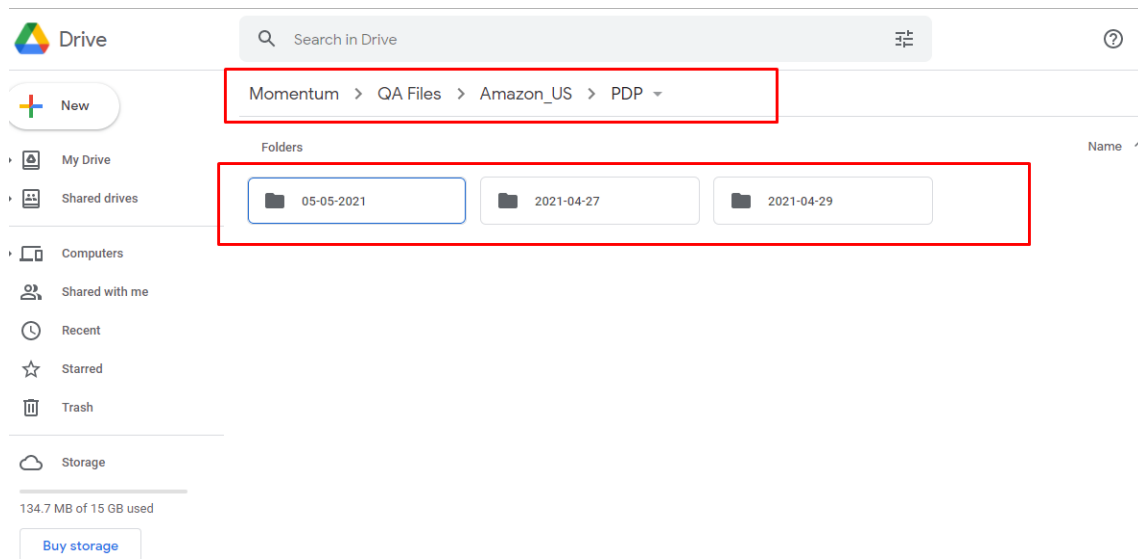 Drive
Search in Drive
New
Momentum > QA Files > Amazon_US > PDP
My Drive
Shared drives
Computers
Shared with me
Recent
Starred
Trash
Storage
134.7 MB of 15 GB used
Buy storage
Folders
Name
05-05-2021
2021-04-27
2021-04-29